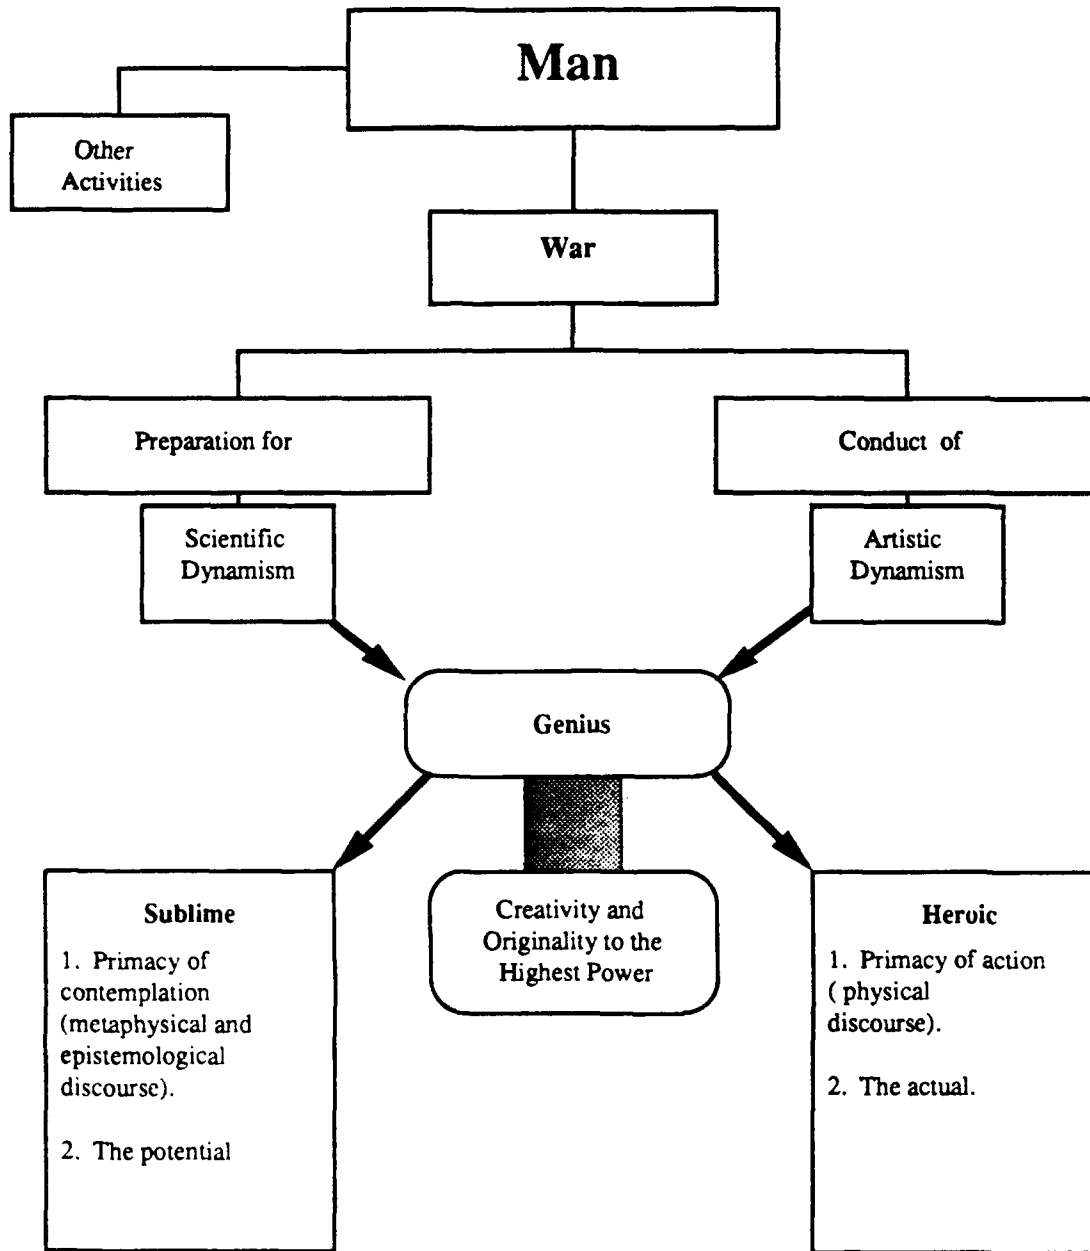 Man
Other
Activities
War
Preparation for
Conduct of
Scientific
Dynamism
Artistic
Dynamism
Genius
Sublime
1. Primacy of
contemplation
(metaphysical and
epistemological
discourse).
2. The potential
Creativity and
Originality to the
Highest Power
Heroic
1. Primacy of action
( physical
discourse).
2. The actual.